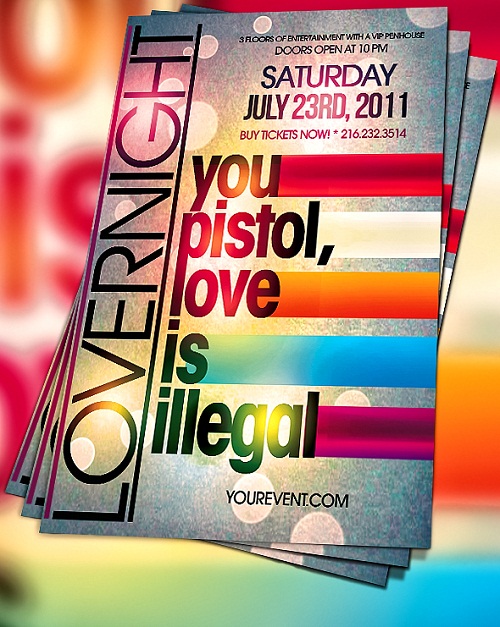 LOVERNIGHT
3 FLOORS OF ENTERTAINMENT WITH A VIP PENHOUSE
DOORS OPEN AT 10 PM
SATURDAY
JULY 23RD, 2011
BUY TICKETS NOW! * 216.232.3514
you
pistol,
love
is
illegal
YOUREVENT.COM